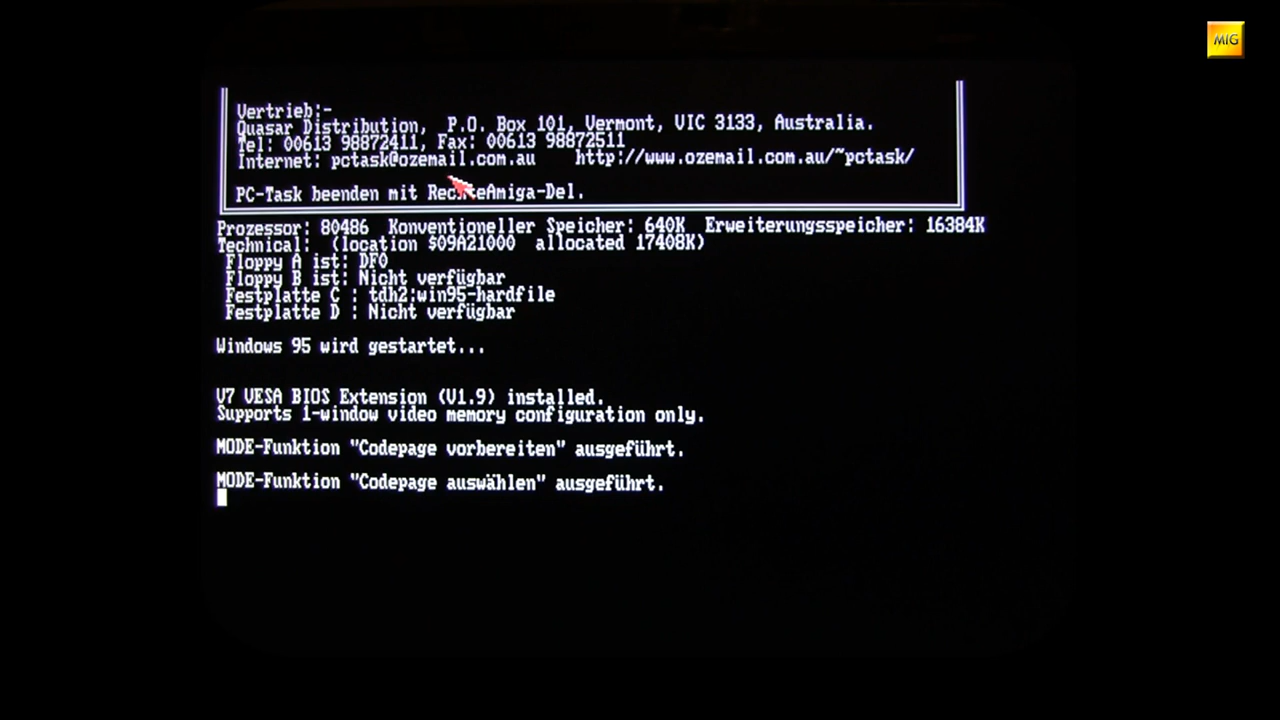 MIG
Vertrieb:-
Quasar Distribution, P.O. Box 101, Vermont, VIC 3133, Australia.
Tel: 00613 98872411, Fax: 00613 98872511
Internet: pctask@ozemail.com.au http://www.ozemail.com.au/~pctask/
PC-Task beenden mit RechteAmiga-Del.
Prozessor: 80486 Konventioneller Speicher: 640K Erweiterungsspeicher: 16384K
Technical: (location $09A21000 allocated 17408K)
Floppy A ist: DF0
Floppy B ist: Nicht verfügbar
Festplatte C : tdh2:win95-hardfile
Festplatte D : Nicht verfügbar
Windows 95 wird gestartet...
V7 VESA BIOS Extension (V1.9) installed.
Supports 1-window video memory configuration only.
MODE-Funktion "Codepage vorbereiten" ausgeführt.
MODE-Funktion "Codepage auswählen" ausgeführt.